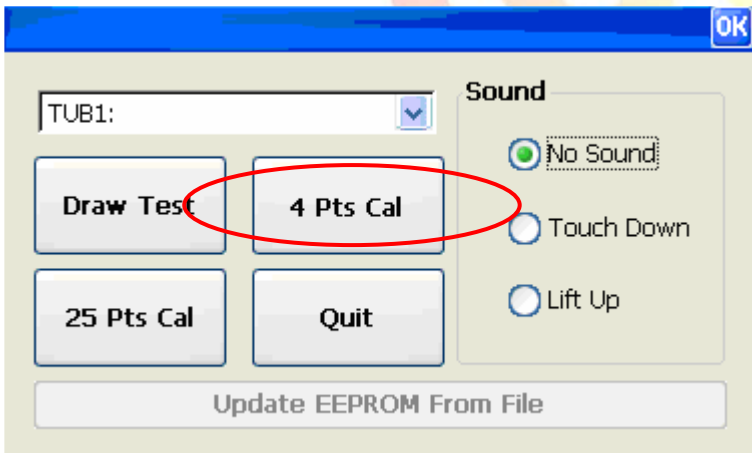 OK
TUB1:
Sound
No Sound
Draw Test
4 Pts Cal
Touch Down
25 Pts Cal
Quit
Lift Up
Update EEPROM From File